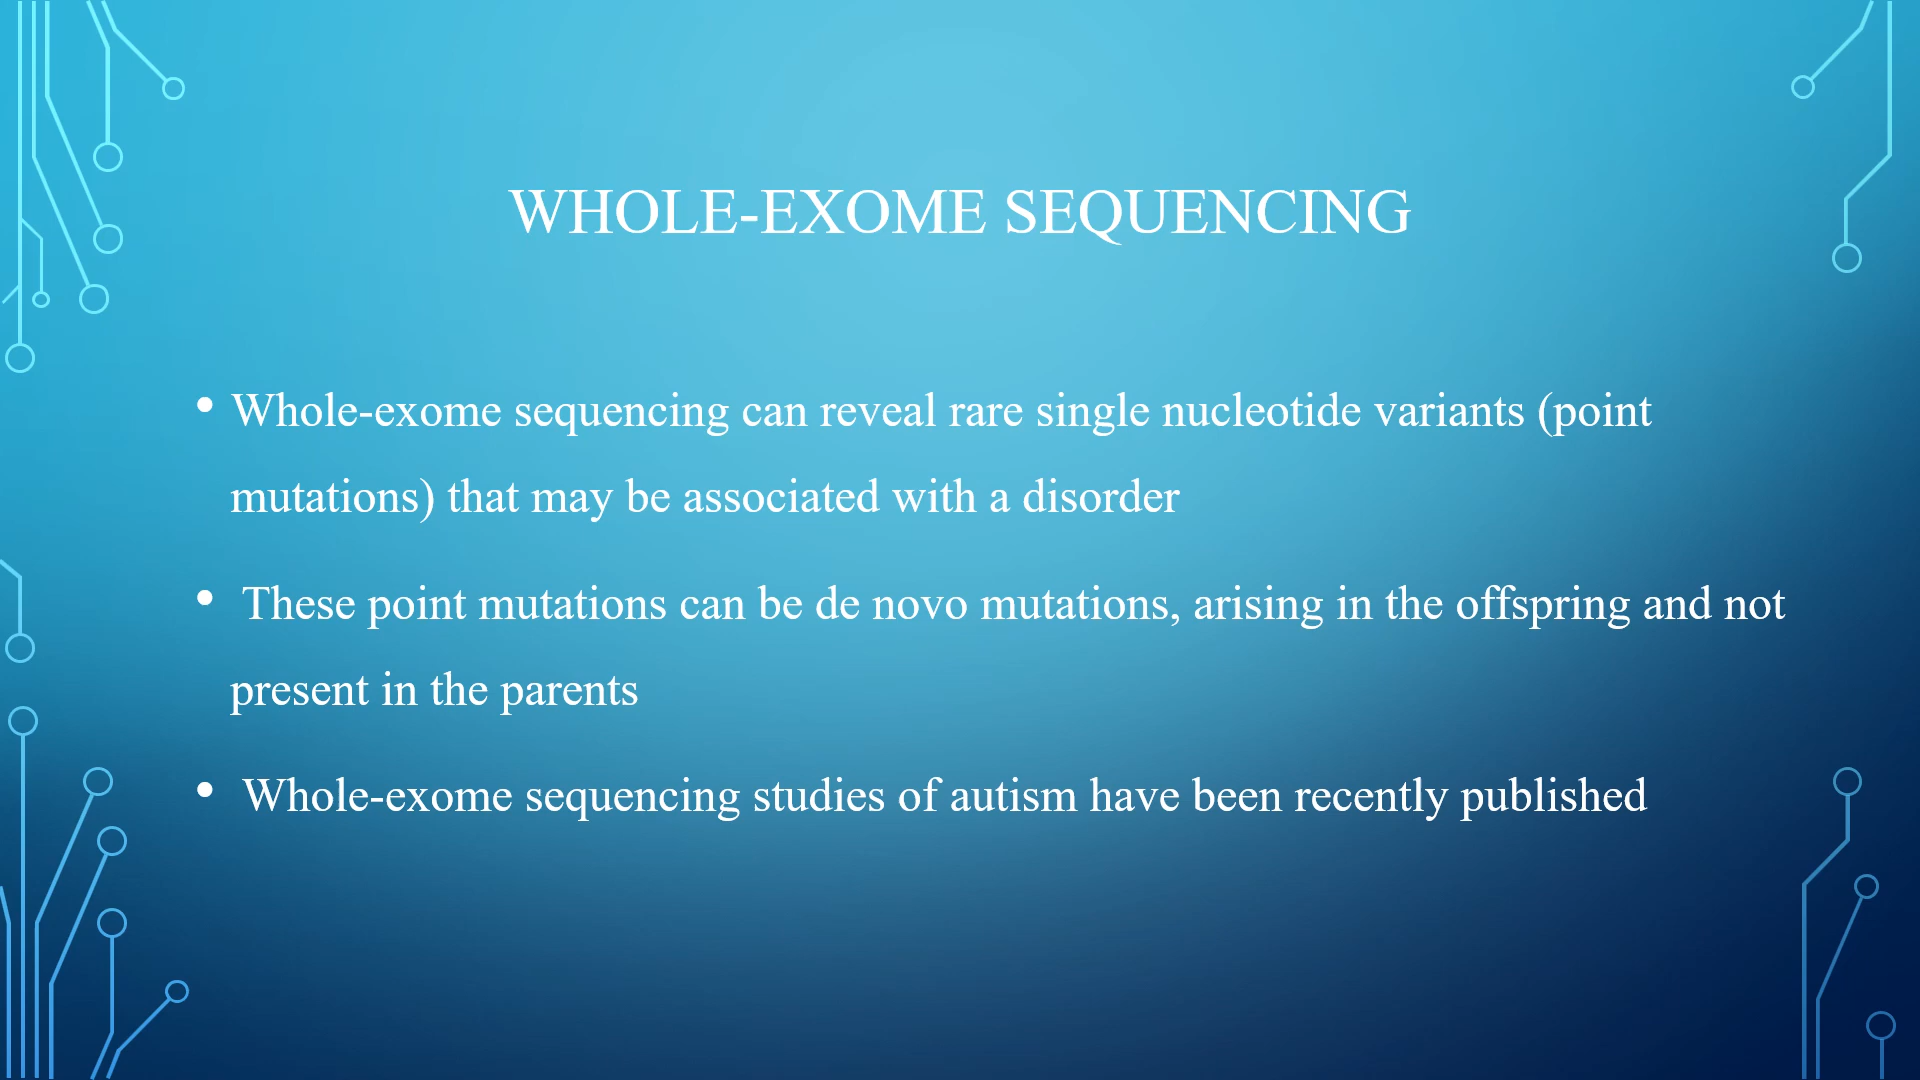 WHOLE-EXOME SEQUENCING
• Whole-exome sequencing can reveal rare single nucleotide variants (point
mutations) that may be associated with a disorder
• These point mutations can be de novo mutations, arising in the offspring and not
present in the parents
• Whole-exome sequencing studies of autism have been recently published